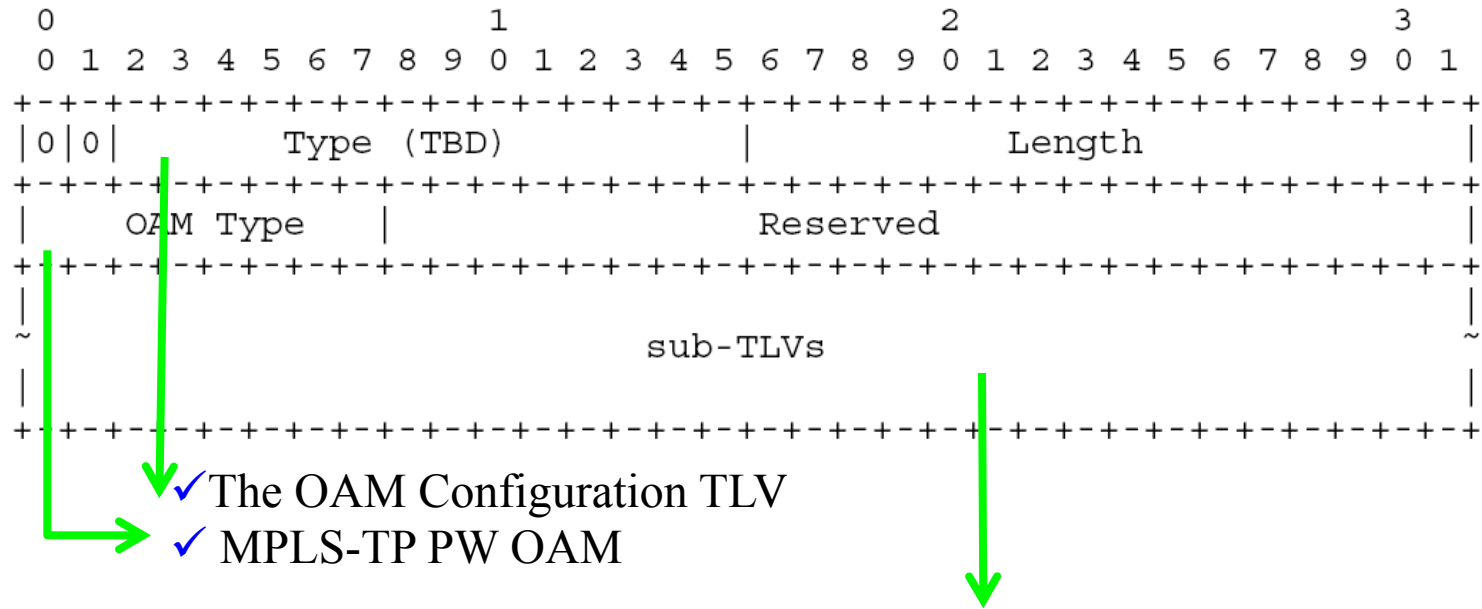 0                   1                   2                   3
0 1 2 3 4 5 6 7 8 9 0 1 2 3 4 5 6 7 8 9 0 1 2 3 4 5 6 7 8 9 0 1
+-+-+-+-+-+-+-+-+-+-+-+-+-+-+-+-+-+-+-+-+-+-+-+-+-+-+-+-+-+-+-+-+
|0|0|       Type (TBD)          |           Length              |
+-+-+-+-+-+-+-+-+-+-+-+-+-+-+-+-+-+-+-+-+-+-+-+-+-+-+-+-+-+-+-+-+
|    OAM Type   |                Reserved                       |
+-+-+-+-+-+-+-+-+-+-+-+-+-+-+-+-+-+-+-+-+-+-+-+-+-+-+-+-+-+-+-+-+
|                                                               |
~                           sub-TLVs                            ~
|                                                               |
+-+-+-+-+-+-+-+-+-+-+-+-+-+-+-+-+-+-+-+-+-+-+-+-+-+-+-+-+-+-+-+-+
✓The OAM Configuration TLV
✓ MPLS-TP PW OAM